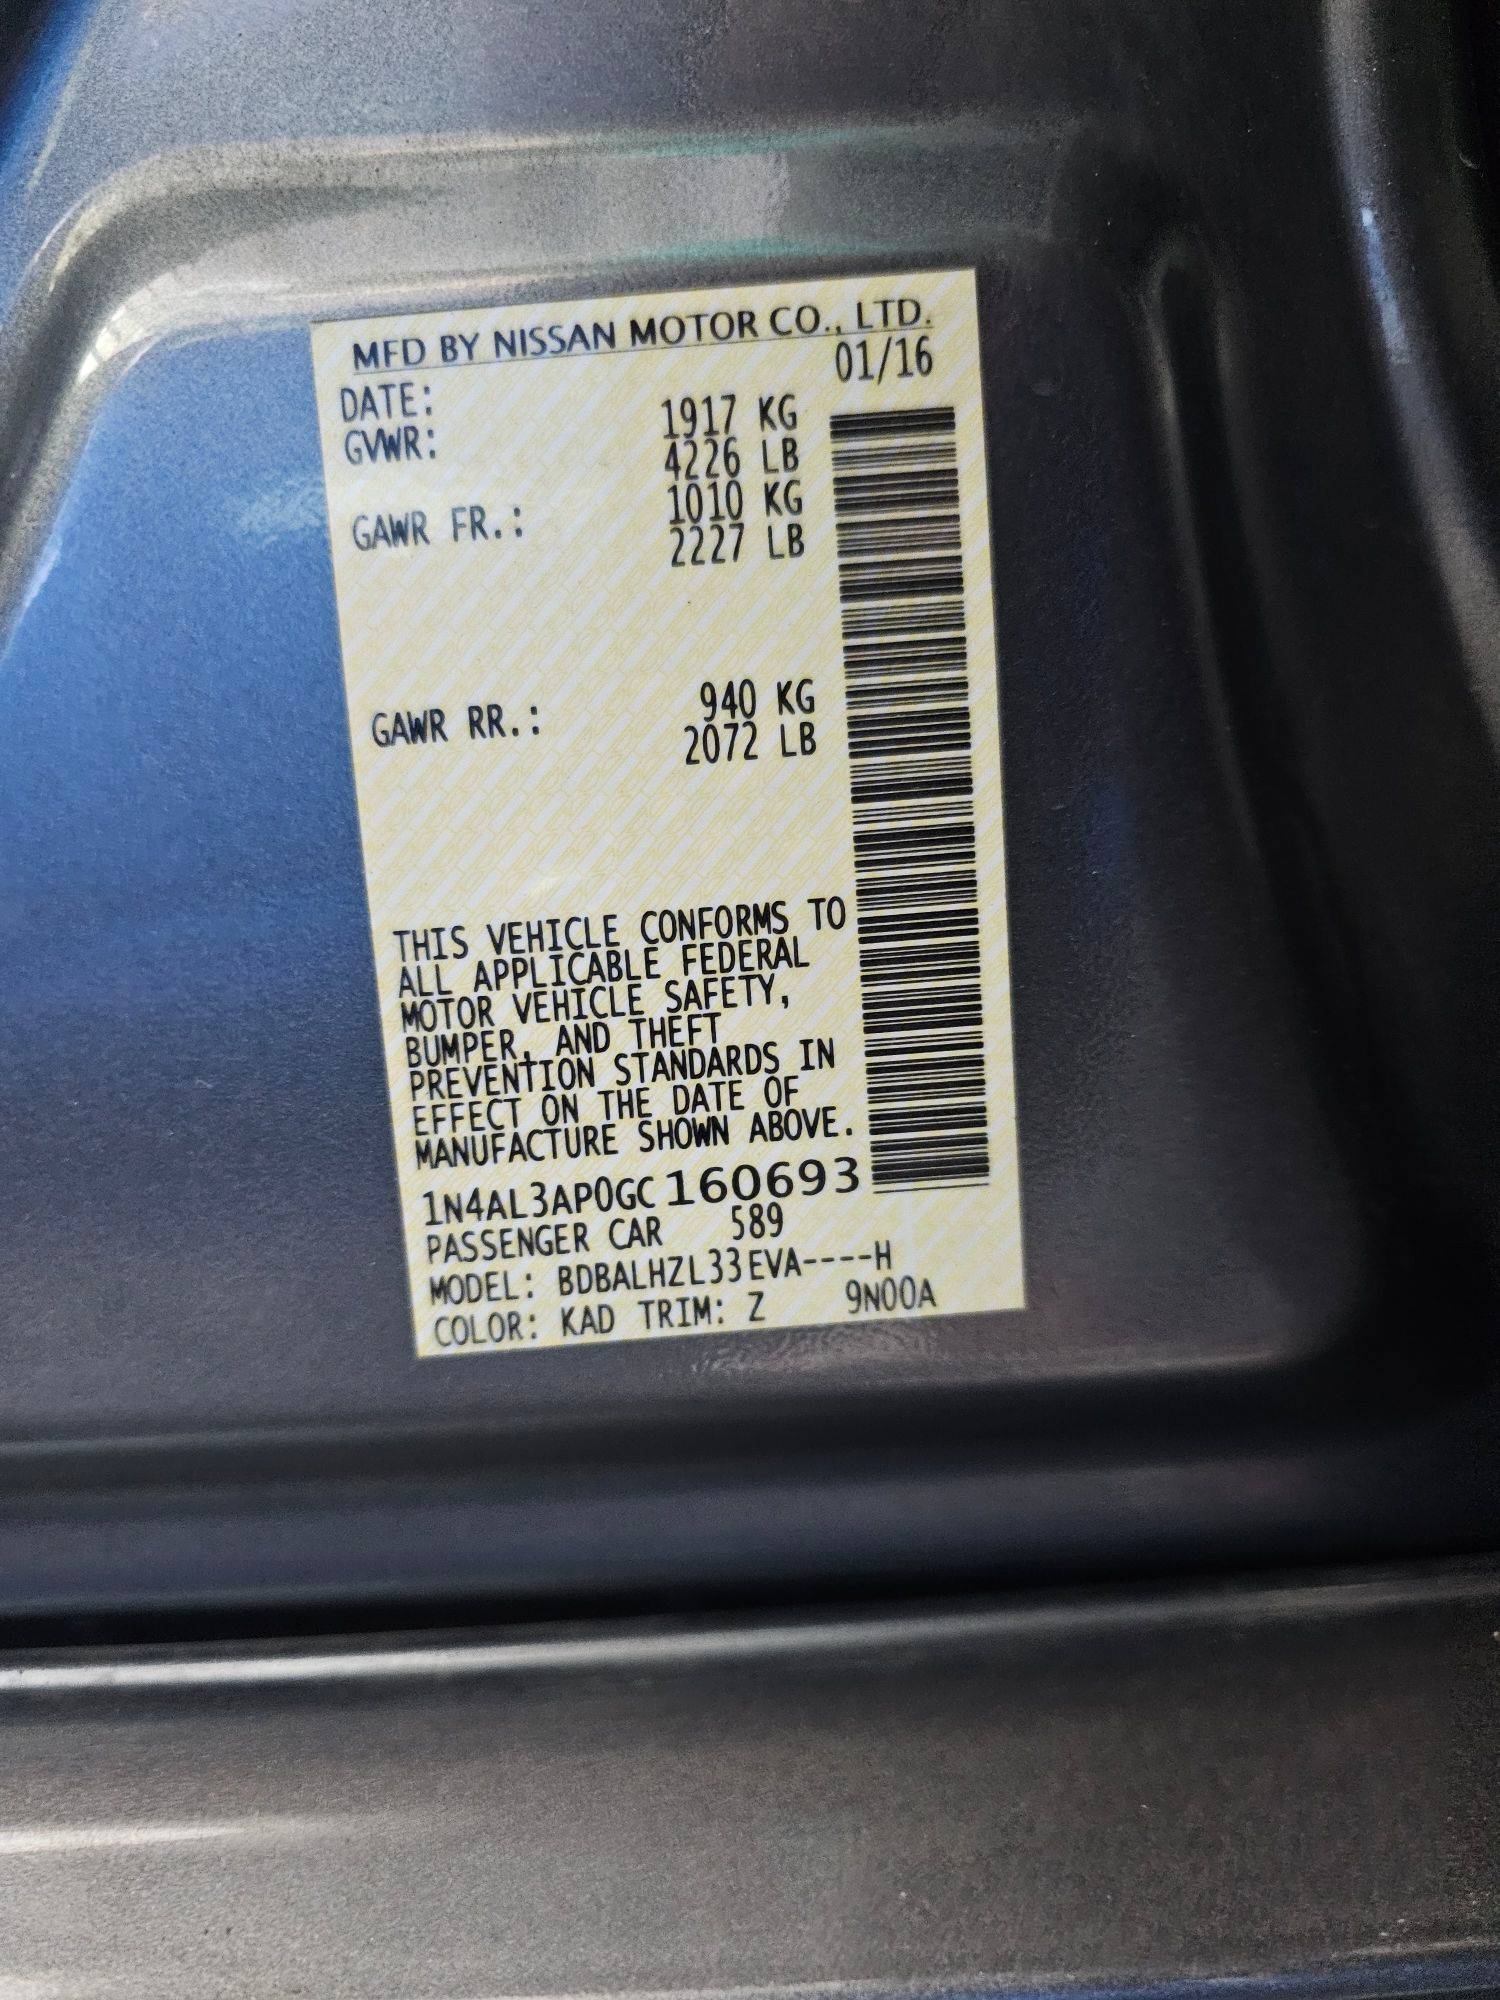 MFD BY NISSAN MOTOR CO., LTD.
DATE: 01/16
GVWR: 1917 KG
4226 LB
GAWR FR.: 1010 KG
2227 LB
GAWR RR.: 940 KG
2072 LB
THIS VEHICLE CONFORMS TO
ALL APPLICABLE FEDERAL
MOTOR VEHICLE SAFETY,
BUMPER, AND THEFT
PREVENTION STANDARDS IN
EFFECT ON THE DATE OF
MANUFACTURE SHOWN ABOVE.
1N4AL3AP0GC160693
PASSENGER CAR 589
MODEL: BDBALHZL33EVA----H
COLOR: KAD TRIM: Z 9N00A